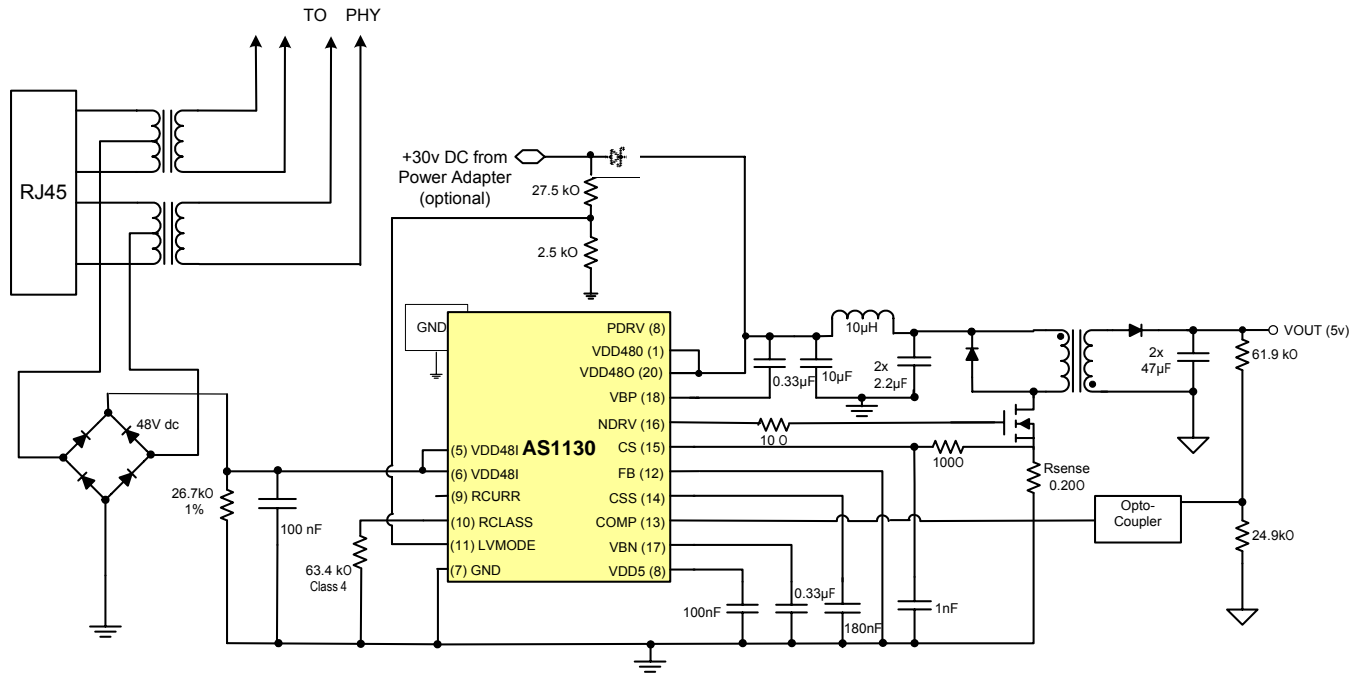 TO PHY
RJ45
+30v DC from
Power Adapter
(optional)
27.5 kO
2.5 kO
GND
PDRV (8)
VDD480 (1)
VDD48O (20)
VBP (18)
NDRV (16)
CS (15)
FB (12)
CSS (14)
COMP (13)
VBN (17)
VDD5 (8)
AS1130
(5) VDD48I
(6) VDD48I
(9) RCURR
(10) RCLASS
(11) LVMODE
(7) GND
48V dc
26.7kO
1%
100 nF
63.4 kO
Class 4
0.33µF
10µF
10µH
2x
2.2µF
2x
47µF
VOUT (5v)
61.9 kO
10 O
100O
Rsense
0.20O
Opto-
Coupler
24.9kO
100nF
0.33µF
180nF
1nF